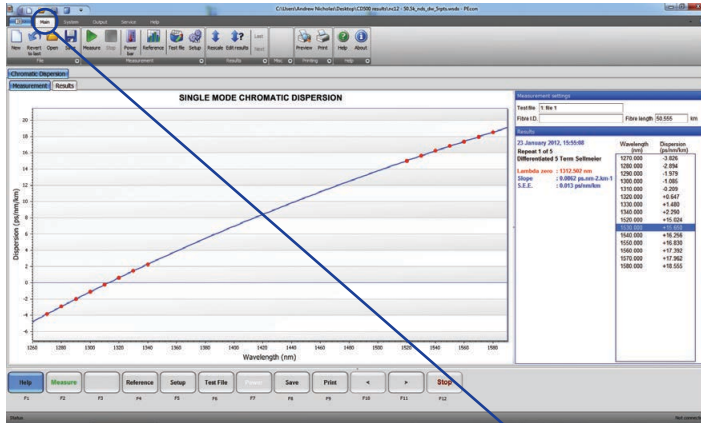 C:\Users\Andrew Nicholas\Desktop\CD500 results\rc12 - 50.5k_nds_dw_5rpts.wndc - PEcom
Main System Output Service Help
New Revert to last Open Save Measure Stop Power bar Reference Test file Setup Rescale Edit results Last Next Preview Print Help About
File Measurement Results Misc Printing Help
Chromatic Dispersion
Measurement Results
SINGLE MODE CHROMATIC DISPERSION
Dispersion (ps/nm/km)
20
18
16
14
12
10
8
6
4
2
0
-2
-4
-6
1260 1280 1300 1320 1340 1360 1380 1400 1420 1440 1460 1480 1500 1520 1540 1560 1580
Wavelength (nm)
Measurement settings
Test file 1: file 1
Fibre I.D. Fibre length 50.555 km
Results
23 January 2012, 15:55:08
Repeat 1 of 5
Differentiated 5 Term Sellmeier
Lambda zero : 1312.502 nm
Slope : 0.0862 ps.nm-2.km-1
S.E.E. : 0.013 ps/nm/km
Wavelength (nm) Dispersion (ps/nm/km)
1270.000 -3.826
1280.000 -2.894
1290.000 -1.979
1300.000 -1.085
1310.000 -0.209
1320.000 +0.647
1330.000 +1.480
1340.000 +2.290
1520.000 +15.024
1530.000
1540.000 +16.256
1550.000 +16.830
1560.000 +17.392
1570.000 +17.962
1580.000 +18.555
Help Measure Reference Setup Test File Power Save Print Stop
F1 F2 F3 F4 F5 F6 F7 F8 F9 F10 F11 F12
Status Not connected